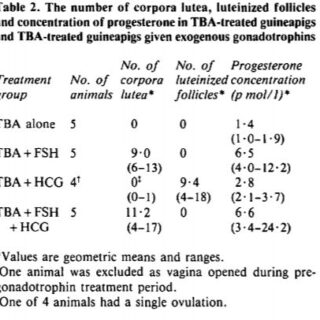 Table 2. The number of corpora lutea, luteinized follicles
and concentration of progesterone in TBA-treated guineapigs
and TBA-treated guineapigs given exogenous gonadotrophins
No. of No. of Progesterone
Treatment No. of corpora luteinized concentration
group animals lutea* follicles* (p mol/l)*
TBA alone 5 0 0 1·4
(1·0-1·9)
TBA + FSH 5 9·0 0 6·5
(6-13) (4·0-12·2)
TBA + HCG 4† 0‡ 9·4 2·8
(0-1) (4-18) (2·1-3·7)
TBA + FSH 5 11·2 0 6·6
+ HCG (4-17) (3·4-24·2)
*Values are geometric means and ranges.
One animal was excluded as vagina opened during pre-
gonadotrophin treatment period.
One of 4 animals had a single ovulation.